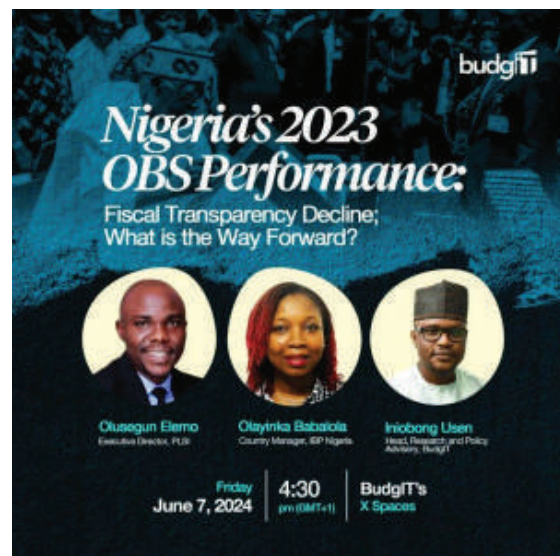 budgIT
Nigeria's 2023
OBS Performance:
Fiscal Transparency Decline;
What is the Way Forward?
Olusegun Elemo
Executive Director, PLSI
Olayinka Babalola
Country Manager, IBP Nigeria
Iniobong Usen
Head, Research and Policy
Advisory, BudgIT
Friday
June 7, 2024
4:30
pm (GMT+1)
BudgIT's
X Spaces